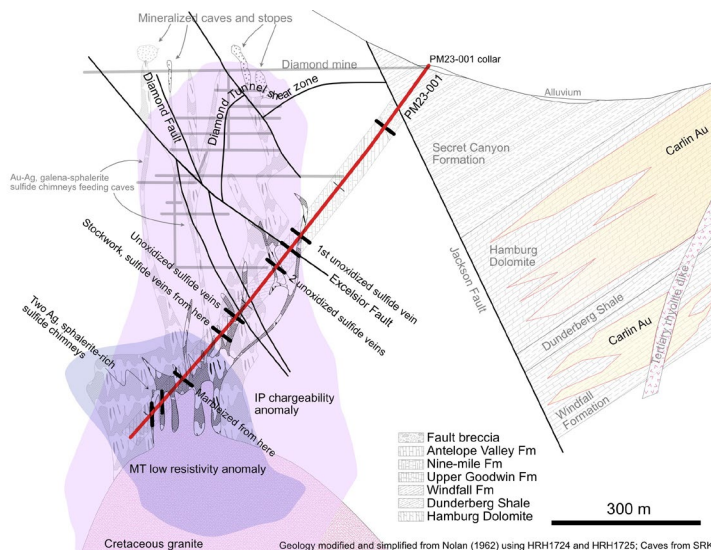 Mineralized caves and stopes
Diamond mine
PM23-001 collar
PM23-001
Alluvium
Diamond Fault
Diamond Tunnel shear zone
Carlin Au
Secret Canyon
Formation
Au-Ag, galena-sphalerite
sulfide chimneys feeding caves
Jackson Fault
Hamburg
Dolomite
Unoxidized sulfide veins
Stockwork, sulfide veins from here
1st unoxidized sulfide vein
Excelsior Fault
2 unoxidized sulfide veins
Two Ag, sphalerite-rich
sulfide chimneys
Dunderberg Shale
Carlin Au
Tertiary rhyolite dike
Windfall
Formation
IP chargeability
anomaly
Marbleized from here
MT low resistivity anomaly
Cretaceous granite
Fault breccia
Antelope Valley Fm
Nine-mile Fm
Upper Goodwin Fm
Windfall Fm
Dunderberg Shale
Hamburg Dolomite
300 m
Geology modified and simplified from Nolan (1962) using HRH1724 and HRH1725; Caves from SRK